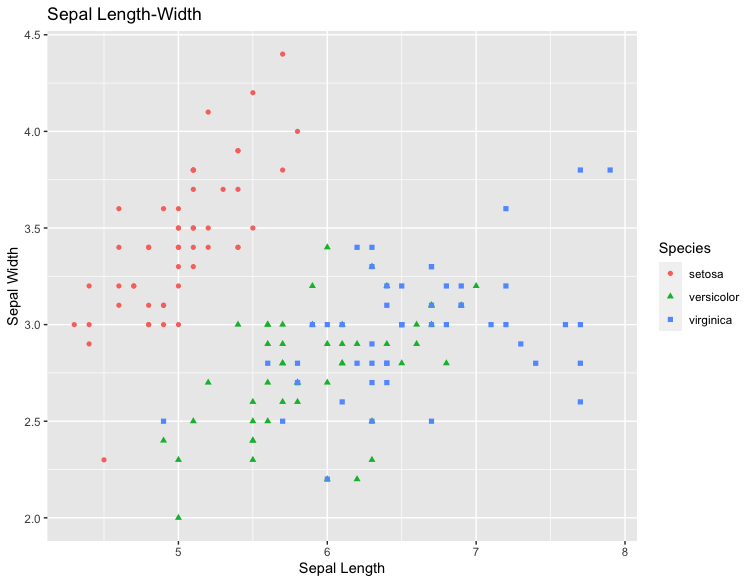 Sepal Length-Width
4.5
4.0
3.5
3.0
2.5
2.0
Sepal Width
5 6 7 8
Sepal Length
Species
setosa
versicolor
virginica